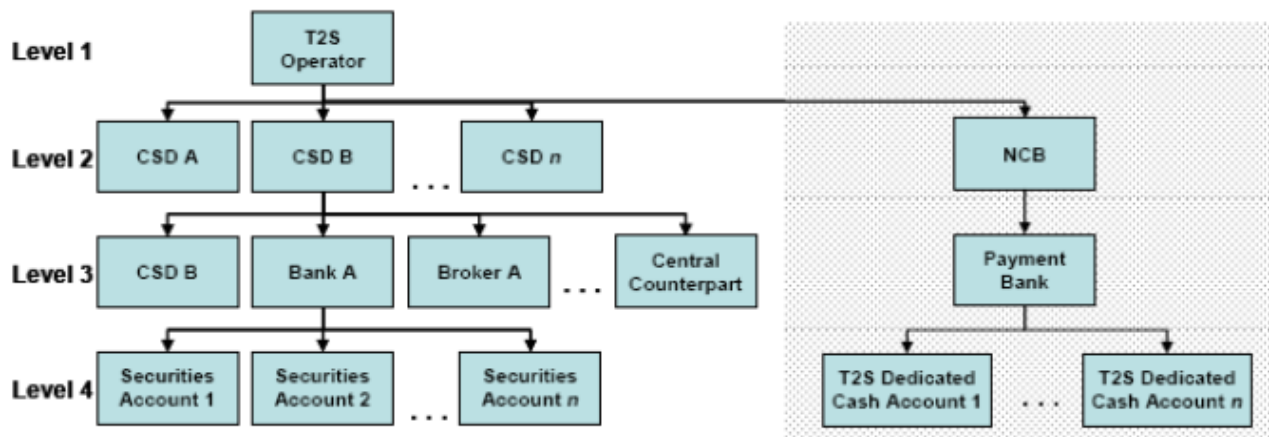 Level 1
T2S
Operator
Level 2
CSD A
CSD B
. . .
CSD n
NCB
Level 3
CSD B
Bank A
Broker A
. . .
Central
Counterpart
Payment
Bank
Level 4
Securities
Account 1
Securities
Account 2
. . .
Securities
Account n
T2S Dedicated
Cash Account 1
. . .
T2S Dedicated
Cash Account n